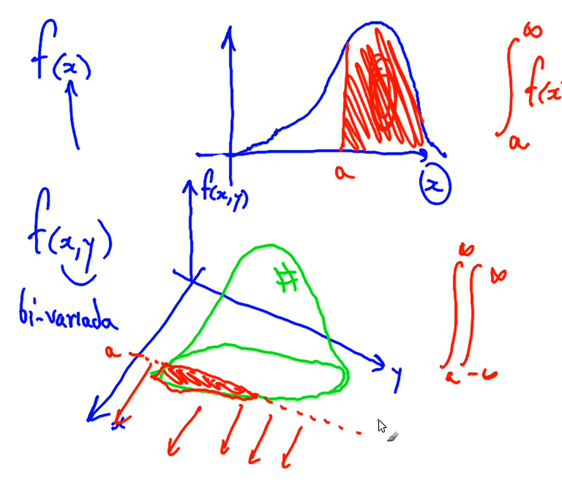 f(x)
∞
∫ f(x
a
a
x
f(x,y)
f(x,y)
bi-variada
#
∞ ∞
∫∫
a -∞
a
y
x